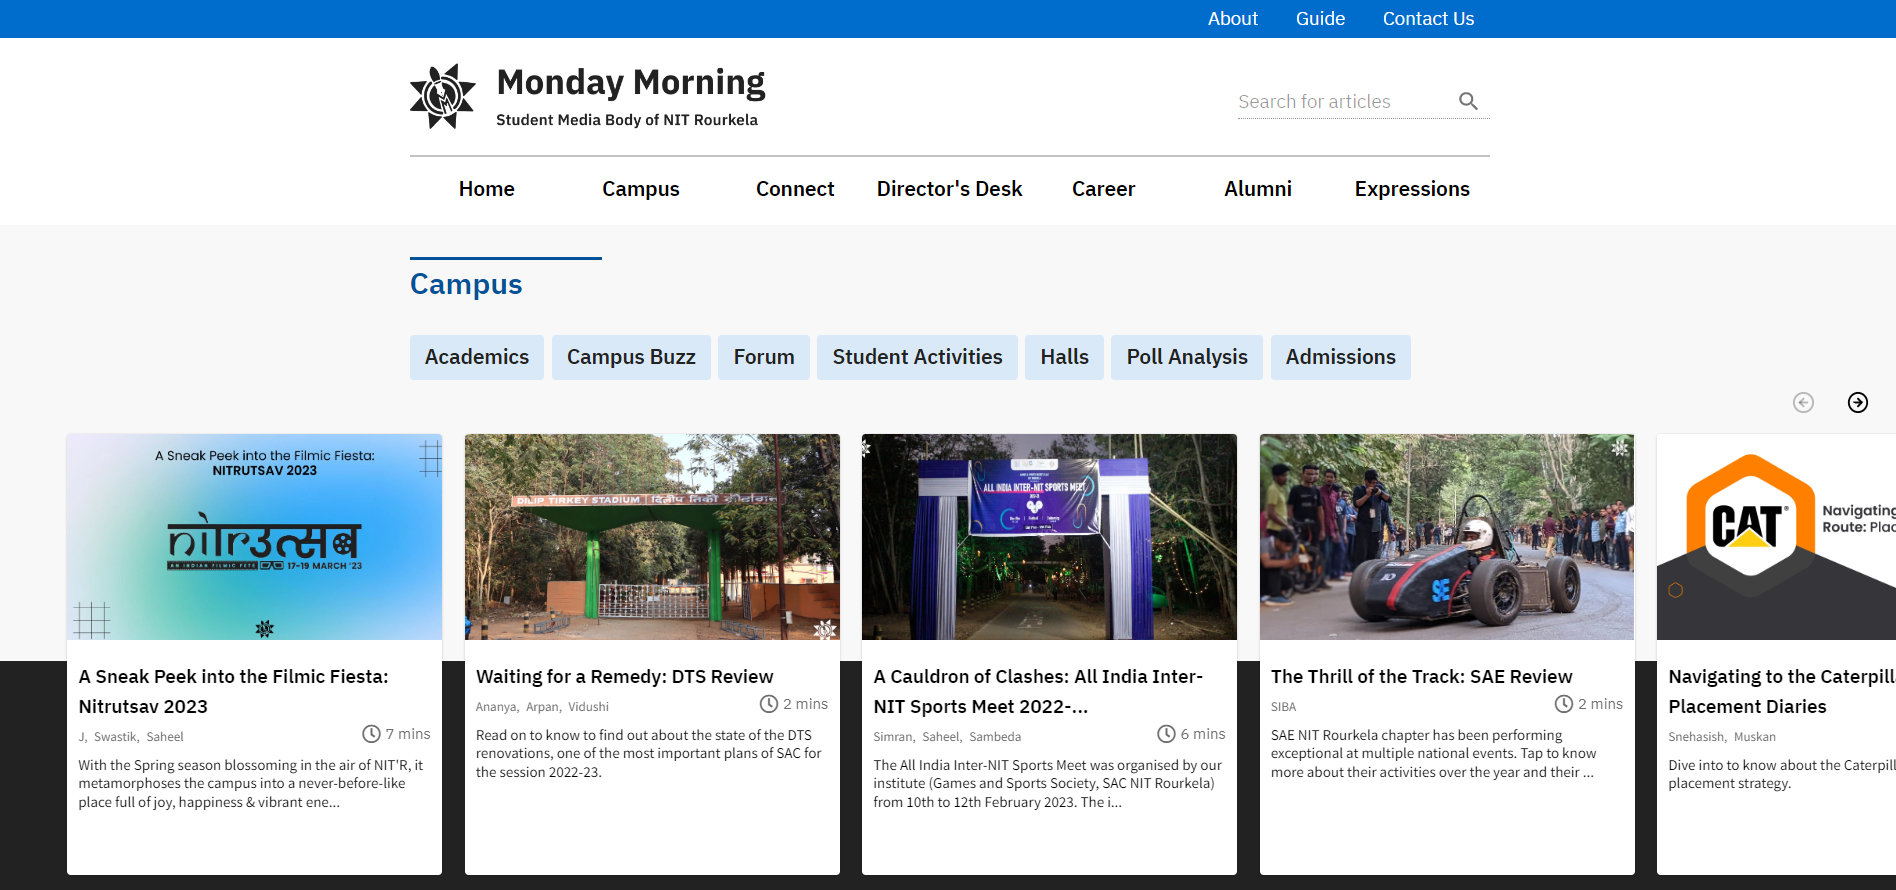 About Guide Contact Us
Monday Morning
Student Media Body of NIT Rourkela
Search for articles
Home Campus Connect Director's Desk Career Alumni Expressions
Campus
Academics Campus Buzz Forum Student Activities Halls Poll Analysis Admissions
A Sneak Peek into the Filmic Fiesta:
NITRUTSAV 2023
AN INDIAN FILMIC FETE 17-19 MARCH '23
A Sneak Peek into the Filmic Fiesta:
Nitrutsav 2023
J, Swastik, Saheel 7 mins
With the Spring season blossoming in the air of NIT'R, it
metamorphoses the campus into a never-before-like
place full of joy, happiness & vibrant ene...
DILIP TIRKEY STADIUM
Waiting for a Remedy: DTS Review
Ananya, Arpan, Vidushi 2 mins
Read on to know to find out about the state of the DTS
renovations, one of the most important plans of SAC for
the session 2022-23.
ALL INDIA INTER-NIT SPORTS MEET
A Cauldron of Clashes: All India Inter-
NIT Sports Meet 2022-...
Simran, Saheel, Sambeda 6 mins
The All India Inter-NIT Sports Meet was organised by our
institute (Games and Sports Society, SAC NIT Rourkela)
from 10th to 12th February 2023. The i...
SE
The Thrill of the Track: SAE Review
SIBA 2 mins
SAE NIT Rourkela chapter has been performing
exceptional at multiple national events. Tap to know
more about their activities over the year and their ...
CAT
Navigating
Route: Plac
Navigating to the Caterpill
Placement Diaries
Snehasish, Muskan
Dive into to know about the Caterpill
placement strategy.